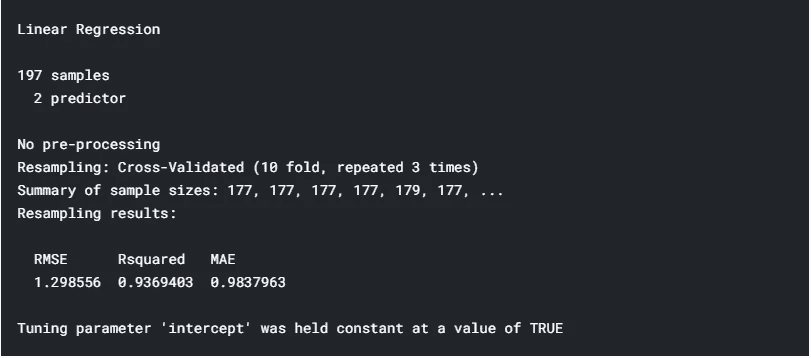 Linear Regression
197 samples
2 predictor
No pre-processing
Resampling: Cross-Validated (10 fold, repeated 3 times)
Summary of sample sizes: 177, 177, 177, 177, 179, 177, ...
Resampling results:
RMSE Rsquared MAE
1.298556 0.9369403 0.9837963
Tuning parameter 'intercept' was held constant at a value of TRUE